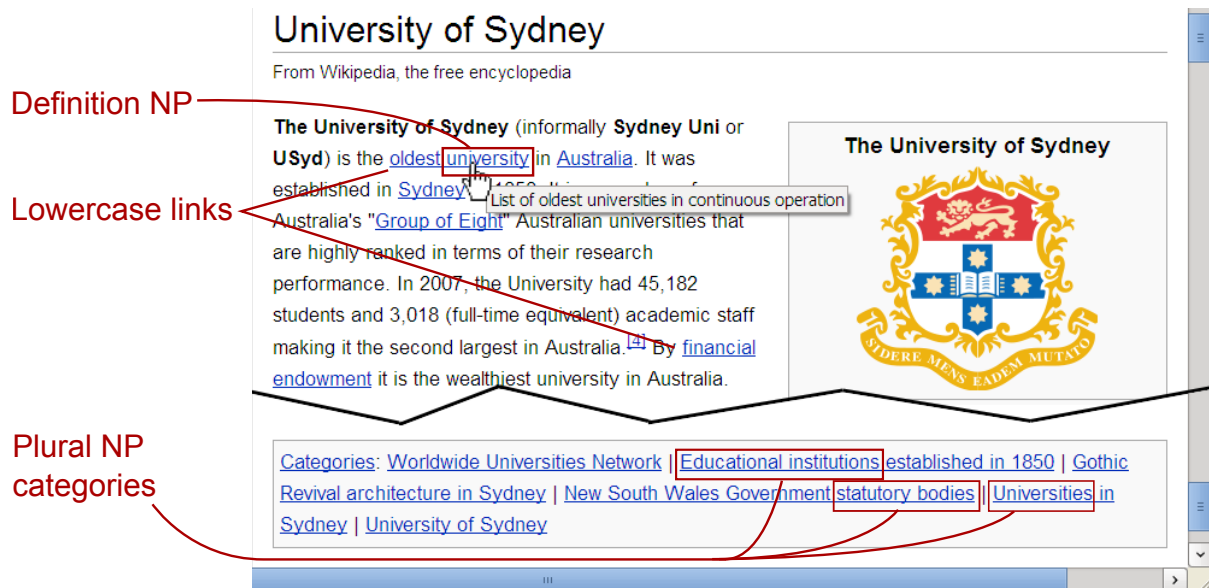 University of Sydney
From Wikipedia, the free encyclopedia
Definition NP
The University of Sydney (informally Sydney Uni or
USyd) is the oldest university in Australia. It was
established in Sydney
List of oldest universities in continuous operation
Lowercase links
Australia's "Group of Eight" Australian universities that
are highly ranked in terms of their research
performance. In 2007, the University had 45,182
students and 3,018 (full-time equivalent) academic staff
making it the second largest in Australia.[4] By financial
endowment it is the wealthiest university in Australia.
The University of Sydney
SIDERE MENS EADEM MUTATO
Plural NP
categories
Categories: Worldwide Universities Network | Educational institutions established in 1850 | Gothic
Revival architecture in Sydney | New South Wales Government statutory bodies | Universities in
Sydney | University of Sydney